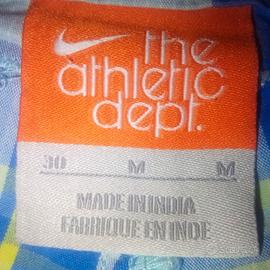 the
athletic
dept.
30 M M
MADE IN INDIA
FABRIQUE EN INDE